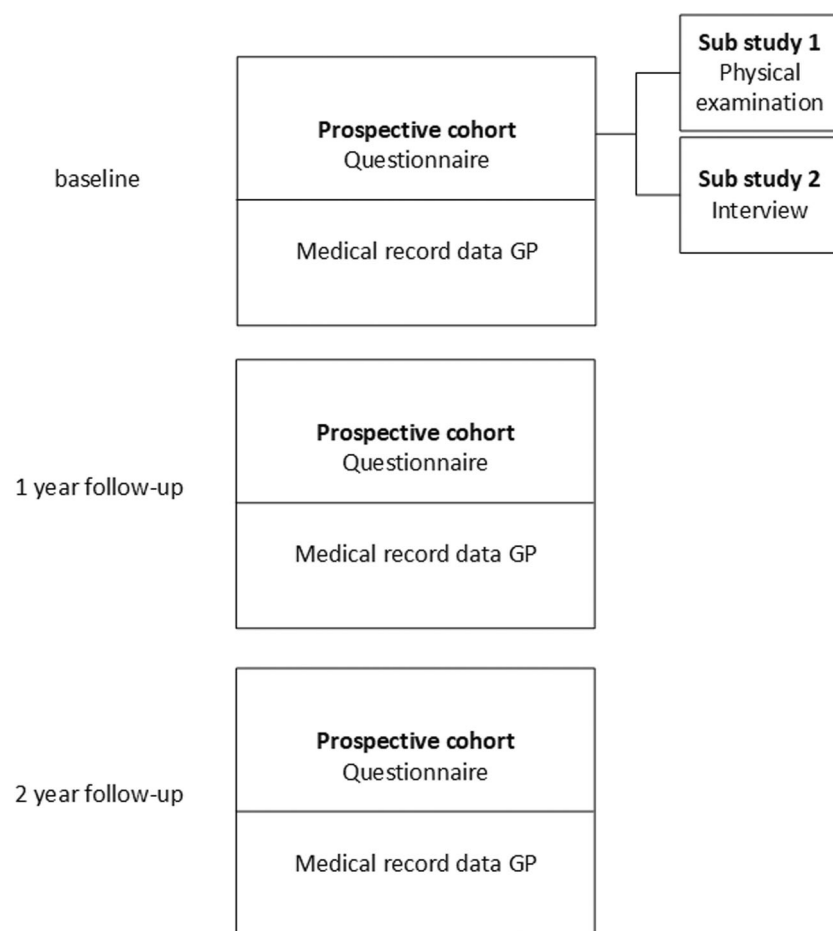 Sub study 1
Physical
examination
Prospective cohort
Questionnaire
baseline
Sub study 2
Interview
Medical record data GP
Prospective cohort
Questionnaire
1 year follow-up
Medical record data GP
Prospective cohort
Questionnaire
2 year follow-up
Medical record data GP